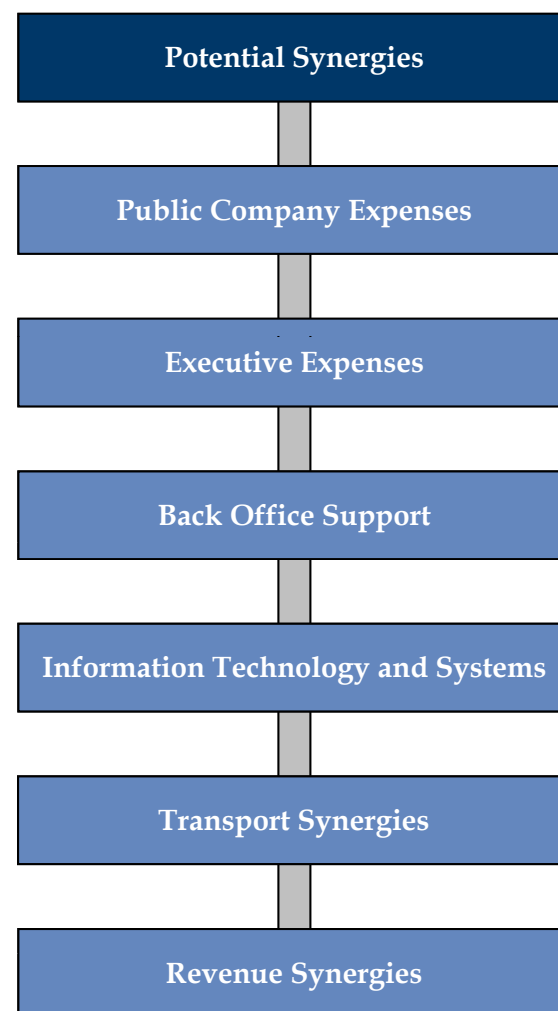 Potential Synergies
Public Company Expenses
Executive Expenses
Back Office Support
Information Technology and Systems
Transport Synergies
Revenue Synergies